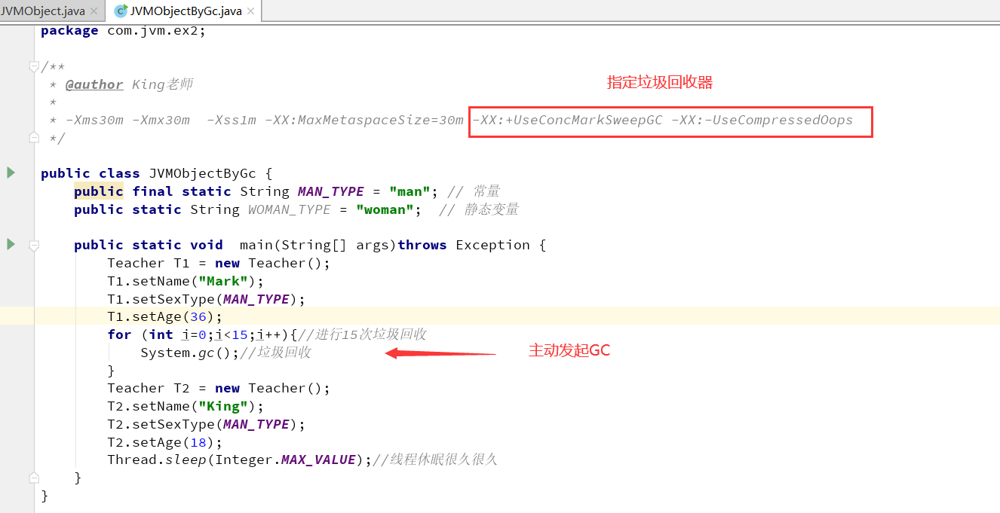 JVMObject.java JVMObjectByGc.java
package com.jvm.ex2;
/**
* @author King老师
指定垃圾回收器
*
* -Xms30m -Xmx30m  -Xss1m -XX:MaxMetaspaceSize=30m -XX:+UseConcMarkSweepGC -XX:-UseCompressedOops
*/
public class JVMObjectByGc {
public final static String MAN_TYPE = "man"; // 常量
public static String WOMAN_TYPE = "woman";  // 静态变量
public static void  main(String[] args)throws Exception {
Teacher T1 = new Teacher();
T1.setName("Mark");
T1.setSexType(MAN_TYPE);
T1.setAge(36);
for (int i=0;i<15;i++){//进行15次垃圾回收
System.gc();//垃圾回收 主动发起GC
}
Teacher T2 = new Teacher();
T2.setName("King");
T2.setSexType(MAN_TYPE);
T2.setAge(18);
Thread.sleep(Integer.MAX_VALUE);//线程休眠很久很久
}
}